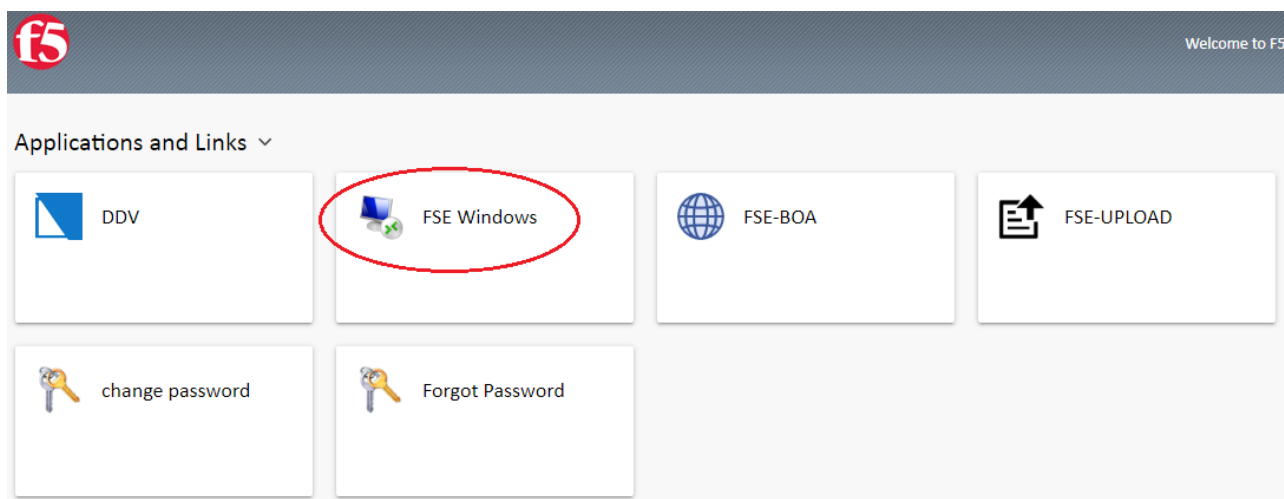 f5
Welcome to F5
Applications and Links
DDV
FSE Windows
FSE-BOA
FSE-UPLOAD
change password
Forgot Password